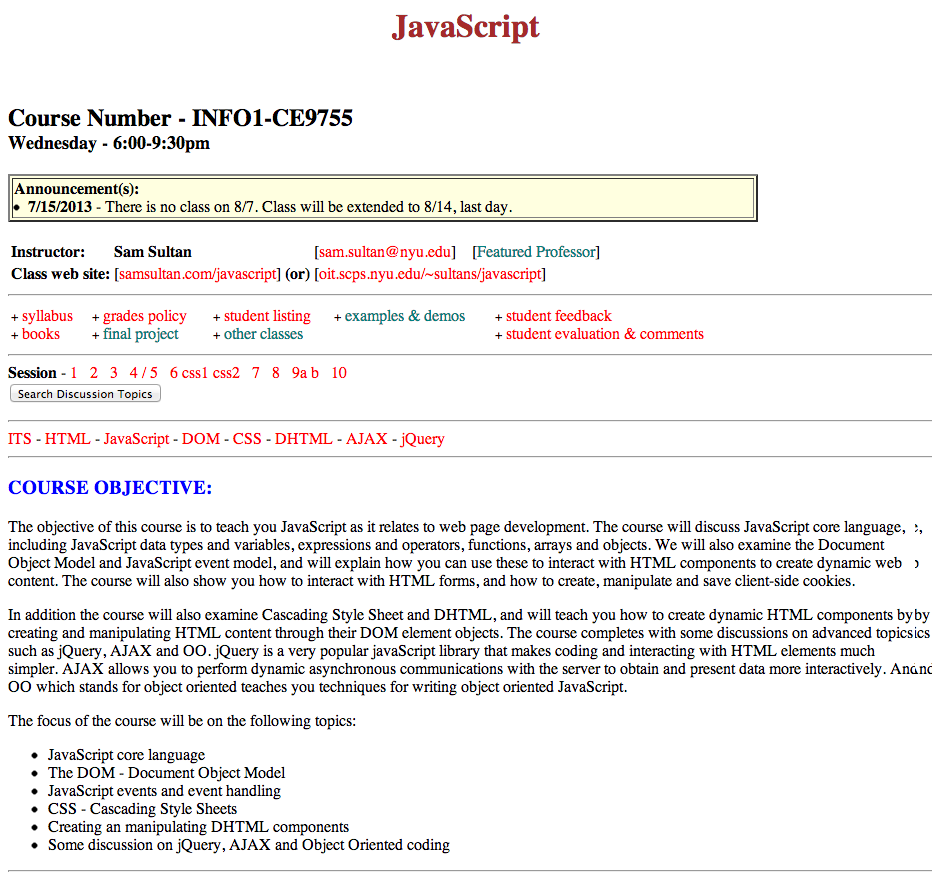 JavaScript
Course Number - INFO1-CE9755
Wednesday - 6:00-9:30pm
Announcement(s):
• 7/15/2013 - There is no class on 8/7. Class will be extended to 8/14, last day.
Instructor: Sam Sultan [sam.sultan@nyu.edu] [Featured Professor]
Class web site: [samsultan.com/javascript] (or) [oit.scps.nyu.edu/~sultans/javascript]
+ syllabus + grades policy + student listing + examples & demos + student feedback
+ books + final project + other classes + student evaluation & comments
Session - 1 2 3 4 / 5 6 css1 css2 7 8 9a b 10
Search Discussion Topics
ITS - HTML - JavaScript - DOM - CSS - DHTML - AJAX - jQuery
COURSE OBJECTIVE:
The objective of this course is to teach you JavaScript as it relates to web page development. The course will discuss JavaScript core language,
including JavaScript data types and variables, expressions and operators, functions, arrays and objects. We will also examine the Document
Object Model and JavaScript event model, and will explain how you can use these to interact with HTML components to create dynamic web
content. The course will also show you how to interact with HTML forms, and how to create, manipulate and save client-side cookies.
In addition the course will also examine Cascading Style Sheet and DHTML, and will teach you how to create dynamic HTML components by
creating and manipulating HTML content through their DOM element objects. The course completes with some discussions on advanced topics
such as jQuery, AJAX and OO. jQuery is a very popular javaScript library that makes coding and interacting with HTML elements much
simpler. AJAX allows you to perform dynamic asynchronous communications with the server to obtain and present data more interactively. And
OO which stands for object oriented teaches you techniques for writing object oriented JavaScript.
The focus of the course will be on the following topics:
• JavaScript core language
• The DOM - Document Object Model
• JavaScript events and event handling
• CSS - Cascading Style Sheets
• Creating an manipulating DHTML components
• Some discussion on jQuery, AJAX and Object Oriented coding